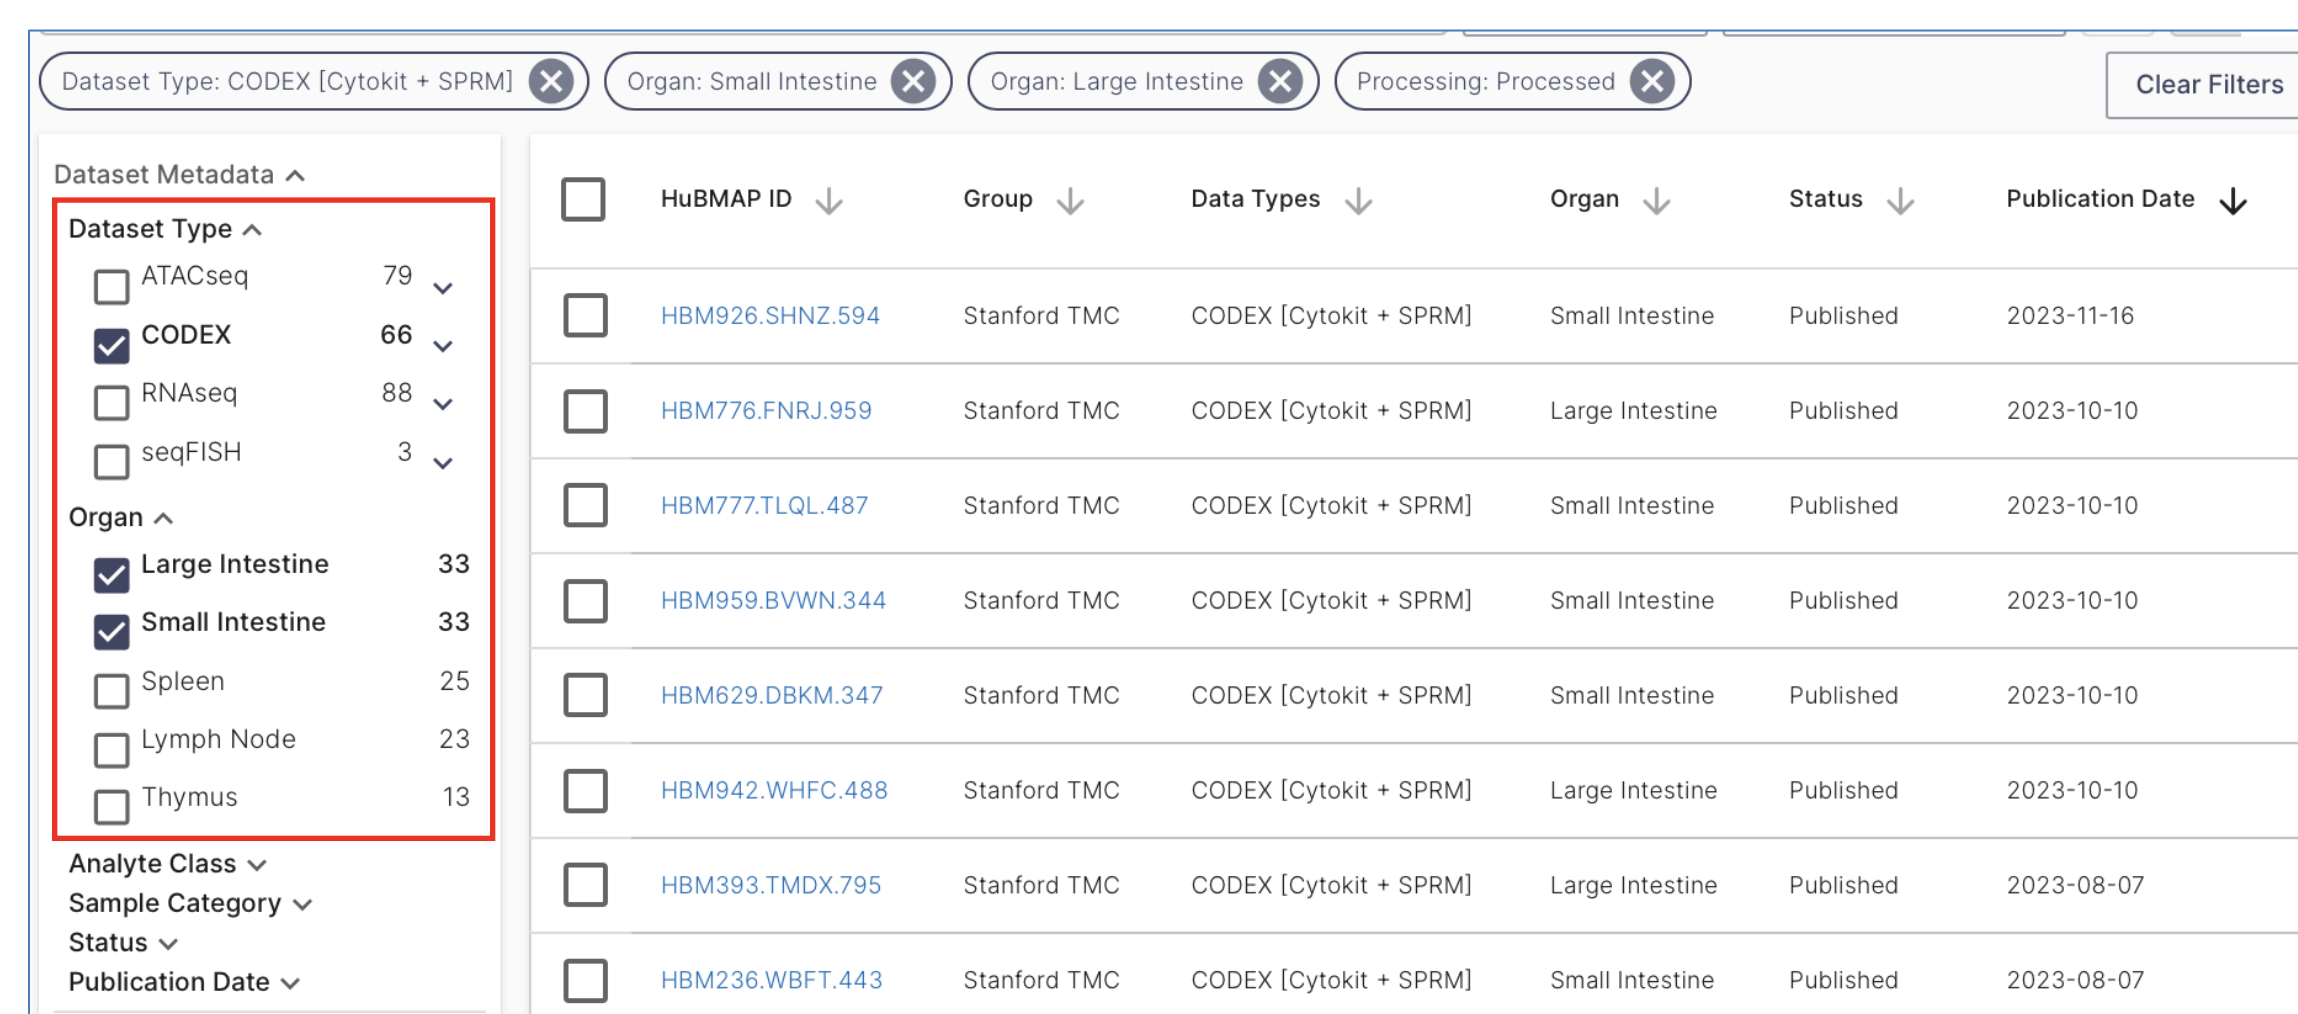 Dataset Type: CODEX [Cytokit + SPRM] Organ: Small Intestine Organ: Large Intestine Processing: Processed Clear Filters
Dataset Metadata
Dataset Type
ATACseq 79
CODEX 66
RNAseq 88
seqFISH 3
Organ
Large Intestine 33
Small Intestine 33
Spleen 25
Lymph Node 23
Thymus 13
Analyte Class
Sample Category
Status
Publication Date
HuBMAP ID Group Data Types Organ Status Publication Date
HBM926.SHNZ.594 Stanford TMC CODEX [Cytokit + SPRM] Small Intestine Published 2023-11-16
HBM776.FNRJ.959 Stanford TMC CODEX [Cytokit + SPRM] Large Intestine Published 2023-10-10
HBM777.TLQL.487 Stanford TMC CODEX [Cytokit + SPRM] Small Intestine Published 2023-10-10
HBM959.BVWN.344 Stanford TMC CODEX [Cytokit + SPRM] Small Intestine Published 2023-10-10
HBM629.DBKM.347 Stanford TMC CODEX [Cytokit + SPRM] Small Intestine Published 2023-10-10
HBM942.WHFC.488 Stanford TMC CODEX [Cytokit + SPRM] Large Intestine Published 2023-10-10
HBM393.TMDX.795 Stanford TMC CODEX [Cytokit + SPRM] Large Intestine Published 2023-08-07
HBM236.WBFT.443 Stanford TMC CODEX [Cytokit + SPRM] Small Intestine Published 2023-08-07